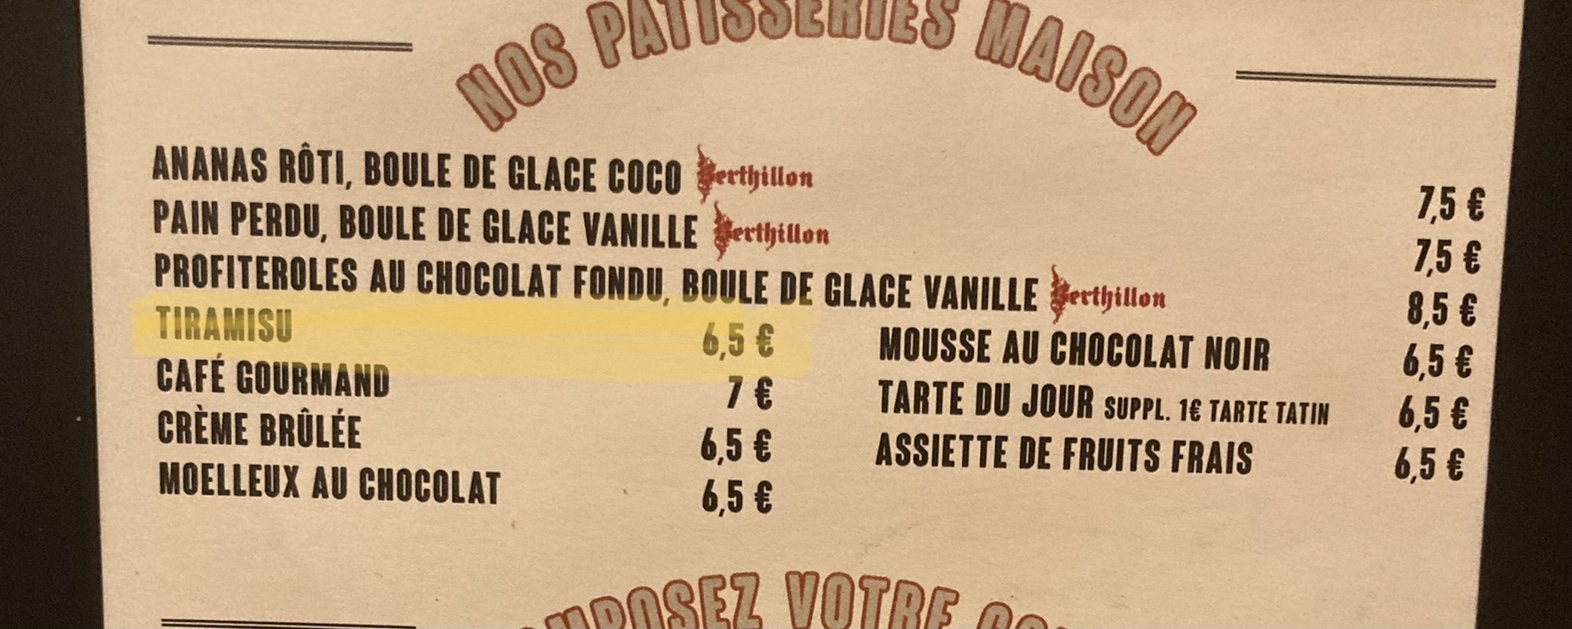 NOS PATISSERIES MAISON
ANANAS RÔTI, BOULE DE GLACE COCO Berthillon 7,5 €
PAIN PERDU, BOULE DE GLACE VANILLE Berthillon 7,5 €
PROFITEROLES AU CHOCOLAT FONDU, BOULE DE GLACE VANILLE Berthillon 8,5 €
TIRAMISU 6,5 € MOUSSE AU CHOCOLAT NOIR 6,5 €
CAFÉ GOURMAND 7 € TARTE DU JOUR SUPPL. 1€ TARTE TATIN 6,5 €
CRÈME BRÛLÉE 6,5 € ASSIETTE DE FRUITS FRAIS 6,5 €
MOELLEUX AU CHOCOLAT 6,5 €
VOTRE